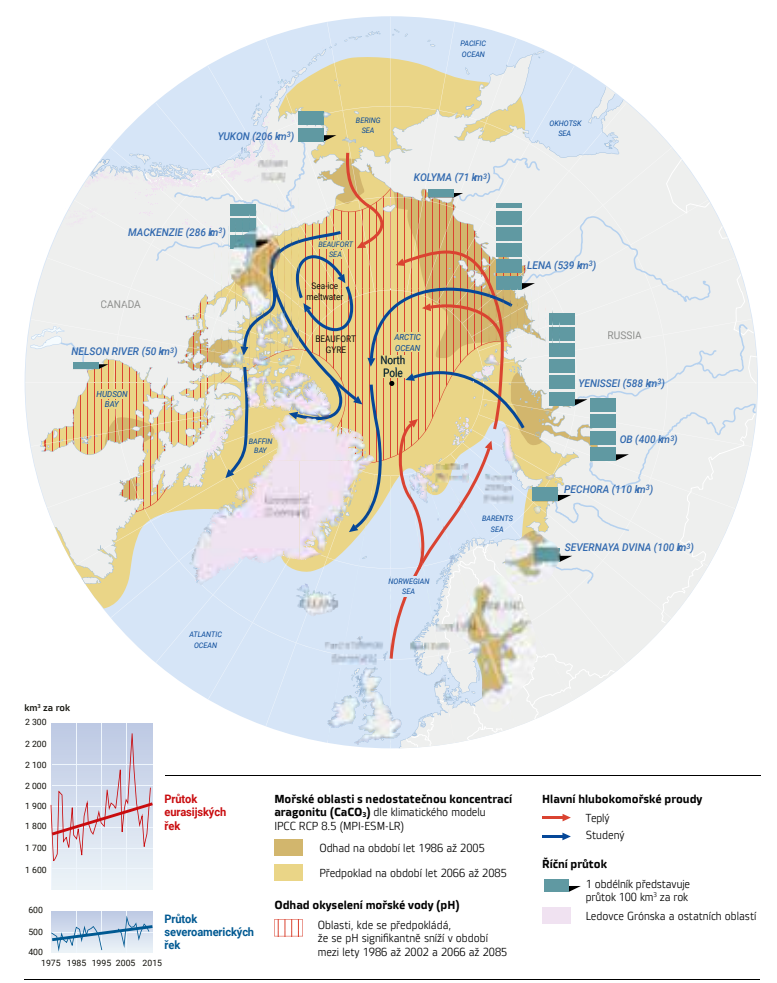 PACIFIC
OCEAN
BERING
SEA
OKHOTSK
SEA
YUKON (206 km³)
KOLYMA (71 km³)
MACKENZIE (286 km³)
BEAUFORT
SEA
LENA (539 km³)
Sea-ice
meltwater
CANADA
ARCTIC
OCEAN
RUSSIA
BEAUFORT
GYRE
NELSON RIVER (50 km³)
North
Pole
YENISSEI (588 km³)
HUDSON
BAY
OB (400 km³)
BAFFIN
BAY
PECHORA (110 km³)
BARENTS
SEA
SEVERNAYA DVINA (100 km³)
NORWEGIAN
SEA
ICELAND
FINLAND
ATLANTIC
OCEAN
km³ za rok
2 300
2 200
2 100
2 000
1 900
1 800
1 700
1 600
Průtok
eurasijských
řek
600
500
400
1975 1985 1995 2005 2015
Průtok
severoamerických
řek
Mořské oblasti s nedostatečnou koncentrací
aragonitu (CaCO₃) dle klimatického modelu
IPCC RCP 8.5 (MPI-ESM-LR)
Odhad na období let 1986 až 2005
Předpoklad na období let 2066 až 2085
Odhad okyselení mořské vody (pH)
Oblasti, kde se předpokládá,
že se pH signifikantně sníží v období
mezi lety 1986 až 2002 a 2066 až 2085
Hlavní hlubokomořské proudy
Teplý
Studený
Říční průtok
1 obdélník představuje
průtok 100 km³ za rok
Ledovce Grónska a ostatních oblastí